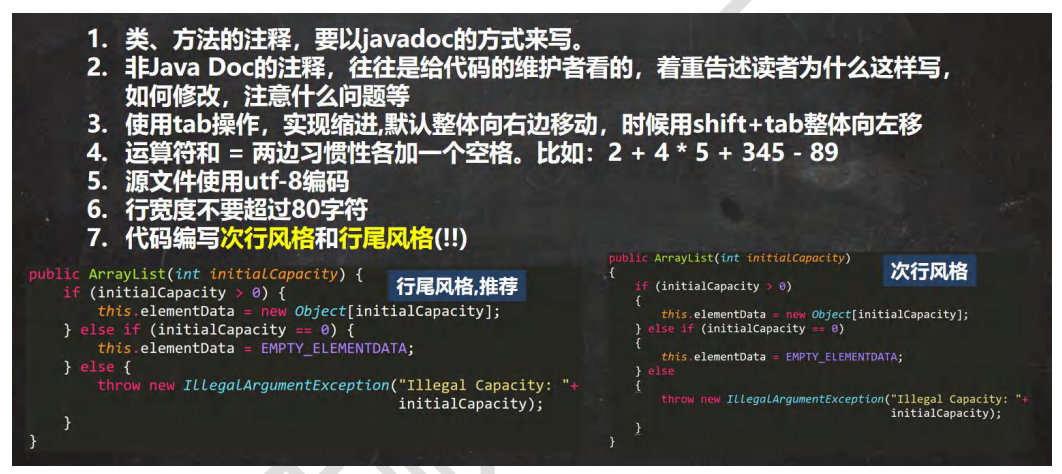 1. 类、方法的注释，要以javadoc的方式来写。
2. 非Java Doc的注释，往往是给代码的维护者看的，着重告述读者为什么这样写，
如何修改，注意什么问题等
3. 使用tab操作，实现缩进,默认整体向右边移动，时候用shift+tab整体向左移
4. 运算符和 = 两边习惯性各加一个空格。比如：2 + 4 * 5 + 345 - 89
5. 源文件使用utf-8编码
6. 行宽度不要超过80字符
7. 代码编写次行风格和行尾风格(!!)
public ArrayList(int initialCapacity) {
if (initialCapacity > 0) {
this.elementData = new Object[initialCapacity];
} else if (initialCapacity == 0) {
this.elementData = EMPTY_ELEMENTDATA;
} else {
throw new IllegalArgumentException("Illegal Capacity: "+
initialCapacity);
}
}
行尾风格,推荐
public ArrayList(int initialCapacity)
{
if (initialCapacity > 0)
{
this.elementData = new Object[initialCapacity];
} else if (initialCapacity == 0)
{
this.elementData = EMPTY_ELEMENTDATA;
} else
{
throw new IllegalArgumentException("Illegal Capacity: "+
initialCapacity);
}
}
次行风格